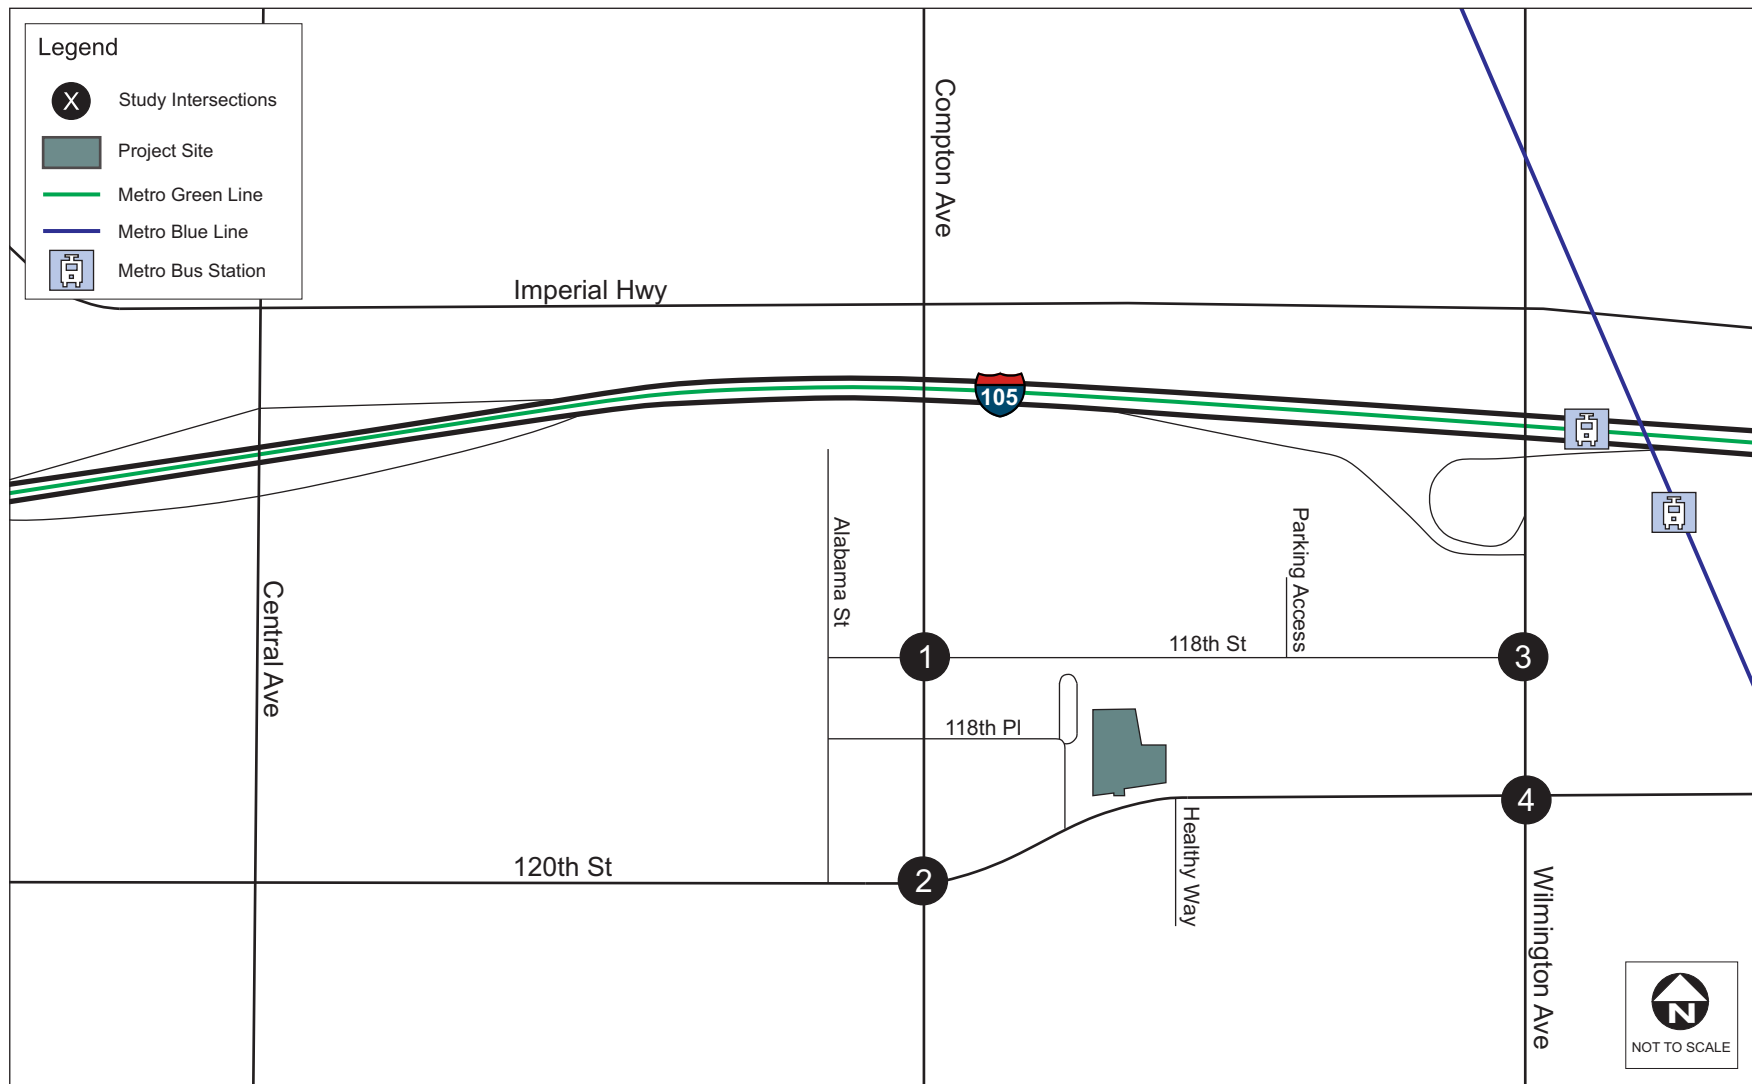 Legend
X
Study Intersections
Project Site
Metro Green Line
Metro Blue Line
Metro Bus Station
Compton Ave
Imperial Hwy
105
Alabama St
Parking Access
Central Ave
1
118th St
3
118th Pl
4
Healthy Way
120th St
2
Wilmington Ave
N
NOT TO SCALE